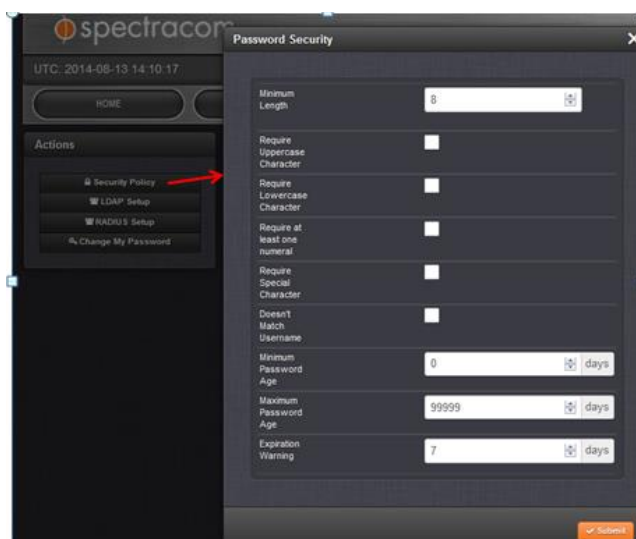 spectracom
UTC: 2014-08-13 14:10:17
HOME
Actions
Security Policy
LDAP Setup
RADIUS Setup
Change My Password
Password Security
Minimum
Length
8
Require
Uppercase
Character
Require
Lowercase
Character
Require at
least one
numeral
Require
Special
Character
Doesn't
Match
Username
Minimum
Password
Age
0 days
Maximum
Password
Age
99999 days
Expiration
Warning
7 days
Submit